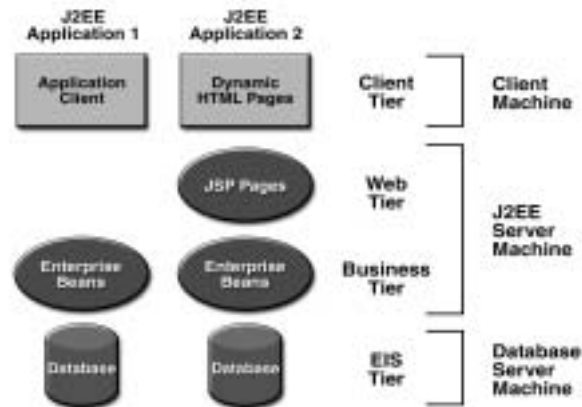 J2EE
Application 1
J2EE
Application 2
Application
Client
Dynamic
HTML Pages
Client
Tier
Client
Machine
JSP Pages
Web
Tier
J2EE
Server
Machine
Enterprise
Beans
Enterprise
Beans
Business
Tier
Database
Database
EIS
Tier
Database
Server
Machine